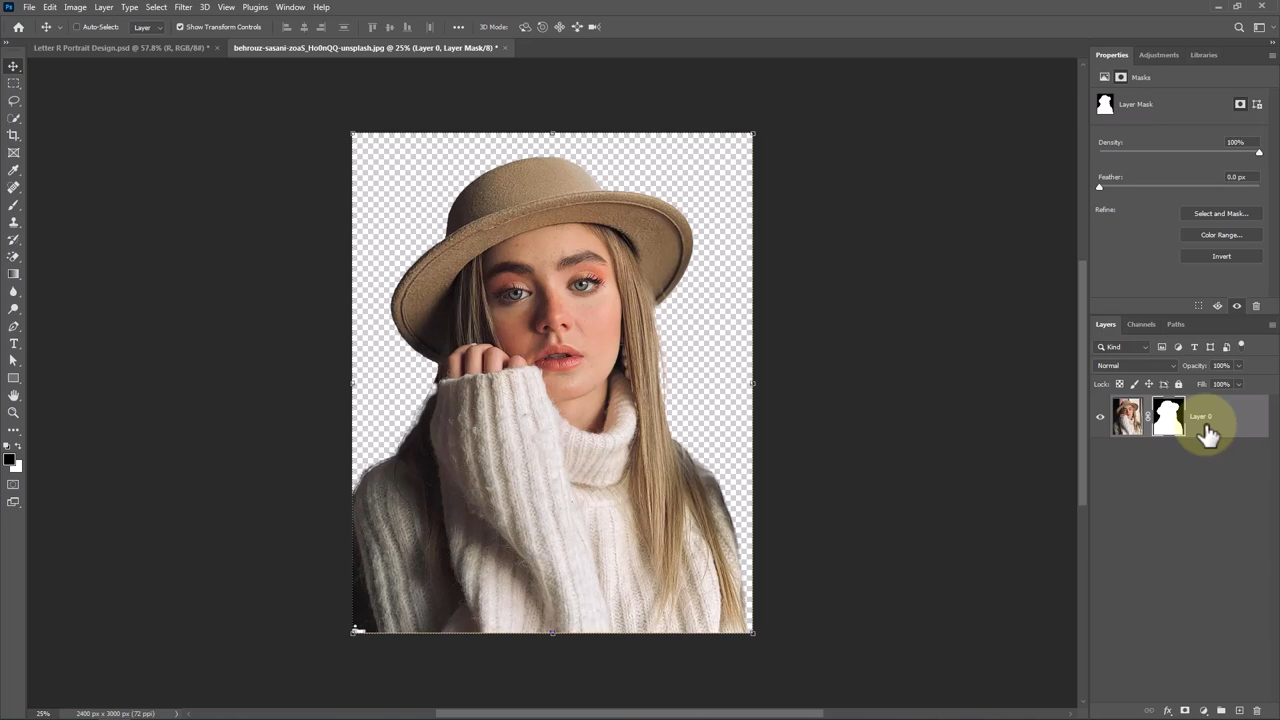 Ps File Edit Image Layer Type Select Filter 3D View Plugins Window Help
Auto-Select: Layer Show Transform Controls 3D Mode:
Letter R Portrait Design.psd @ 57.8% (R, RGB/8#) * × behrouz-sasani-zoaS_Ho0nQQ-unsplash.jpg @ 25% (Layer 0, Layer Mask/8) * ×
Properties Adjustments Libraries
Masks
Layer Mask
Density: 100%
Feather: 0.0 px
Refine: Select and Mask...
Color Range...
Invert
Layers Channels Paths
Kind
Normal Opacity: 100%
Lock: Fill: 100%
Layer 0
25% 2400 px x 3000 px (72 ppi)